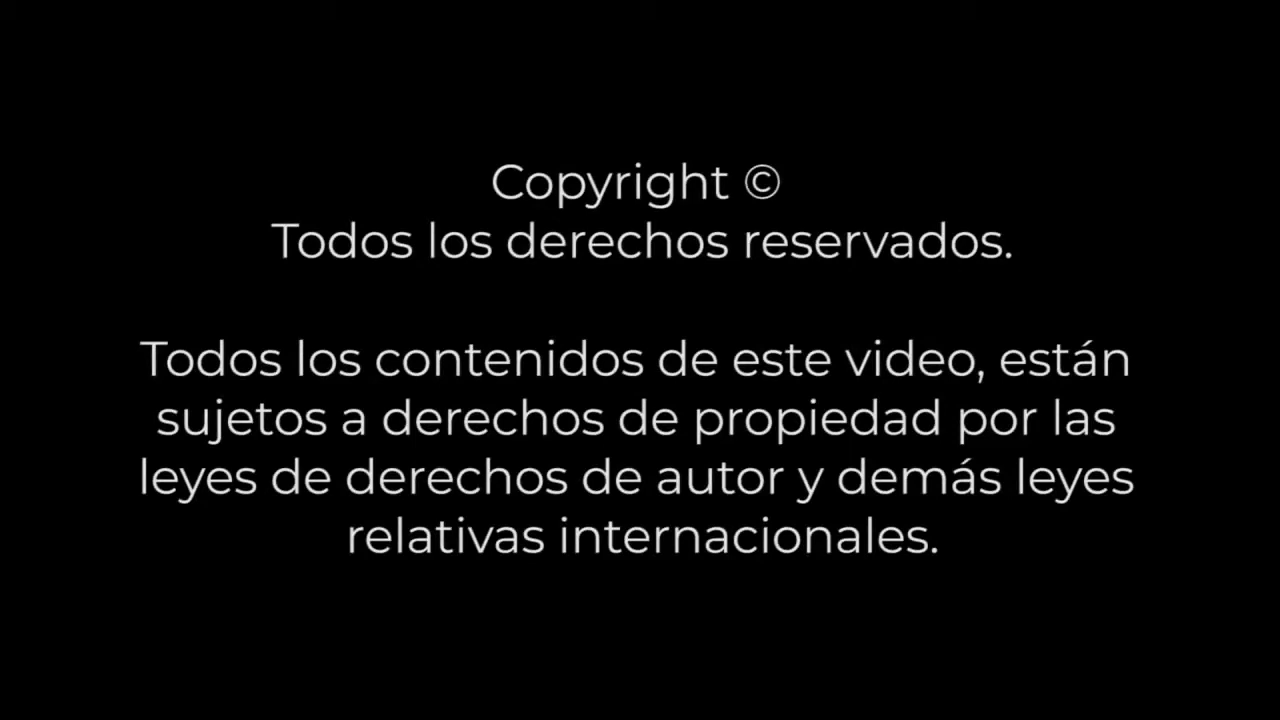 Copyright ©
Todos los derechos reservados.
Todos los contenidos de este video, están
sujetos a derechos de propiedad por las
leyes de derechos de autor y demás leyes
relativas internacionales.